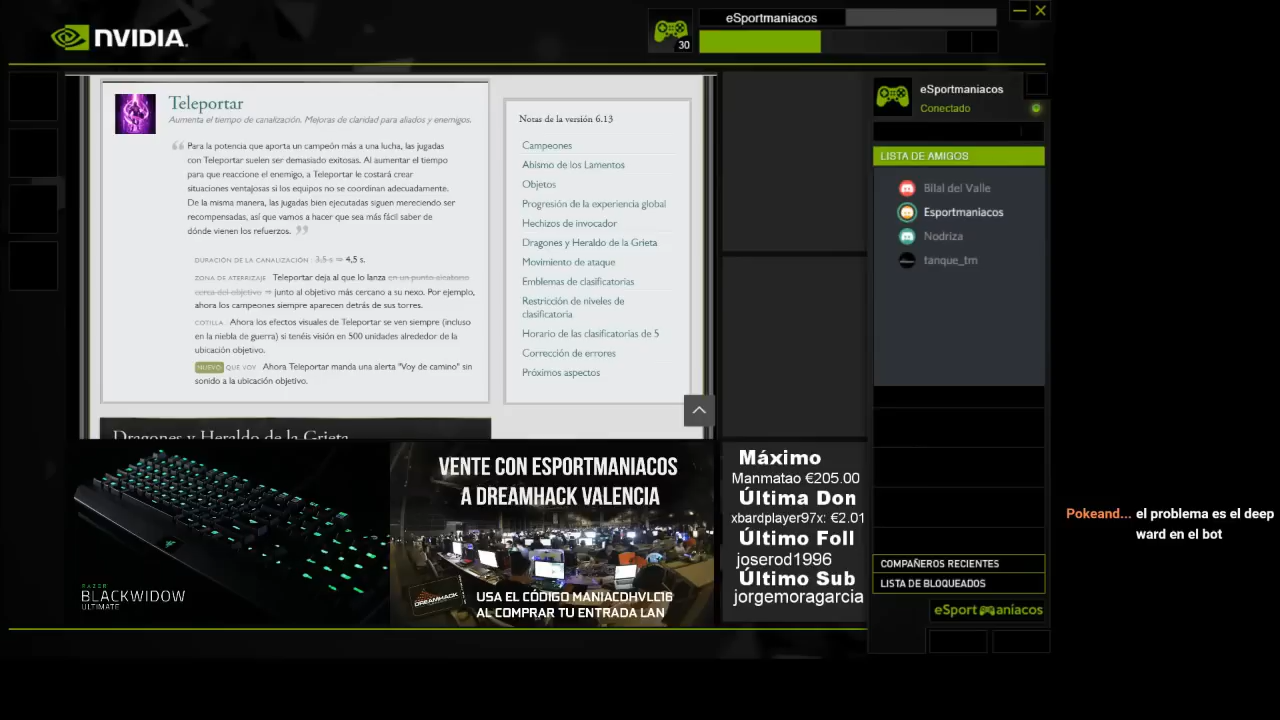 NVIDIA.
30
eSportmaniacos
Teleportar
Aumenta el tiempo de canalización. Mejoras de claridad para aliados y enemigos.
Para la potencia que aporta un campeón más a una lucha, las jugadas
con Teleportar suelen ser demasiado exitosas. Al aumentar el tiempo
para que reaccione el enemigo, a Teleportar le costará crear
situaciones ventajosas si los equipos no se coordinan adecuadamente.
De la misma manera, las jugadas bien ejecutadas siguen mereciendo ser
recompensadas, así que vamos a hacer que sea más fácil saber de
dónde vienen los refuerzos.
DURACIÓN DE LA CANALIZACIÓN : 3,5 s ⇒ 4,5 s.
ZONA DE ATERRIZAJE Teleportar deja al que lo lanza en un punto aleatorio
cerca del objetivo ⇒ junto al objetivo más cercano a su nexo. Por ejemplo,
ahora los campeones siempre aparecen detrás de sus torres.
COTILLA. Ahora los efectos visuales de Teleportar se ven siempre (incluso
en la niebla de guerra) si tenéis visión en 500 unidades alrededor de la
ubicación objetivo.
NUEVO QUE VOY Ahora Teleportar manda una alerta "Voy de camino" sin
sonido a la ubicación objetivo.
Dragones y Heraldo de la Grieta
Notas de la versión 6.13
Campeones
Abismo de los Lamentos
Objetos
Progresión de la experiencia global
Hechizos de invocador
Dragones y Heraldo de la Grieta
Movimiento de ataque
Emblemas de clasificatorias
Restricción de niveles de
clasificatoria
Horario de las clasificatorias de 5
Corrección de errores
Próximos aspectos
eSportmaniacos
Conectado
LISTA DE AMIGOS
Bilal del Valle
Esportmaniacos
Nodriza
tanque_tm
COMPAÑEROS RECIENTES
LISTA DE BLOQUEADOS
eSportmaníacos
RAZER
BLACKWIDOW
ULTIMATE
VENTE CON ESPORTMANIACOS
A DREAMHACK VALENCIA
DREAMHACK
USA EL CÓDIGO MANIACDHVLC16
AL COMPRAR TU ENTRADA LAN
Máximo
Manmatao €205.00
Última Don
xbardplayer97x: €2.01
Último Foll
joserod1996
Último Sub
jorgemoragarcia
Pokeand... el problema es el deep
ward en el bot